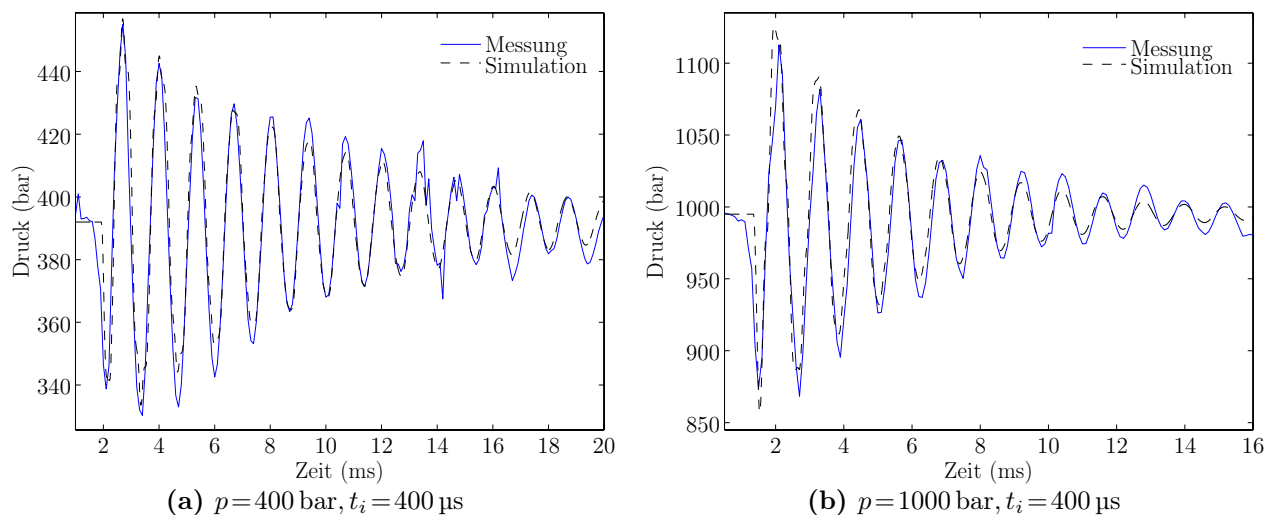 Messung
Simulation
440
420
400
380
360
340
Druck (bar)
2 4 6 8 10 12 14 16 18 20
Zeit (ms)
(a) p=400 bar, t_i=400 µs
Messung
Simulation
1100
1050
1000
950
900
850
Druck (bar)
2 4 6 8 10 12 14 16
Zeit (ms)
(b) p=1000 bar, t_i=400 µs